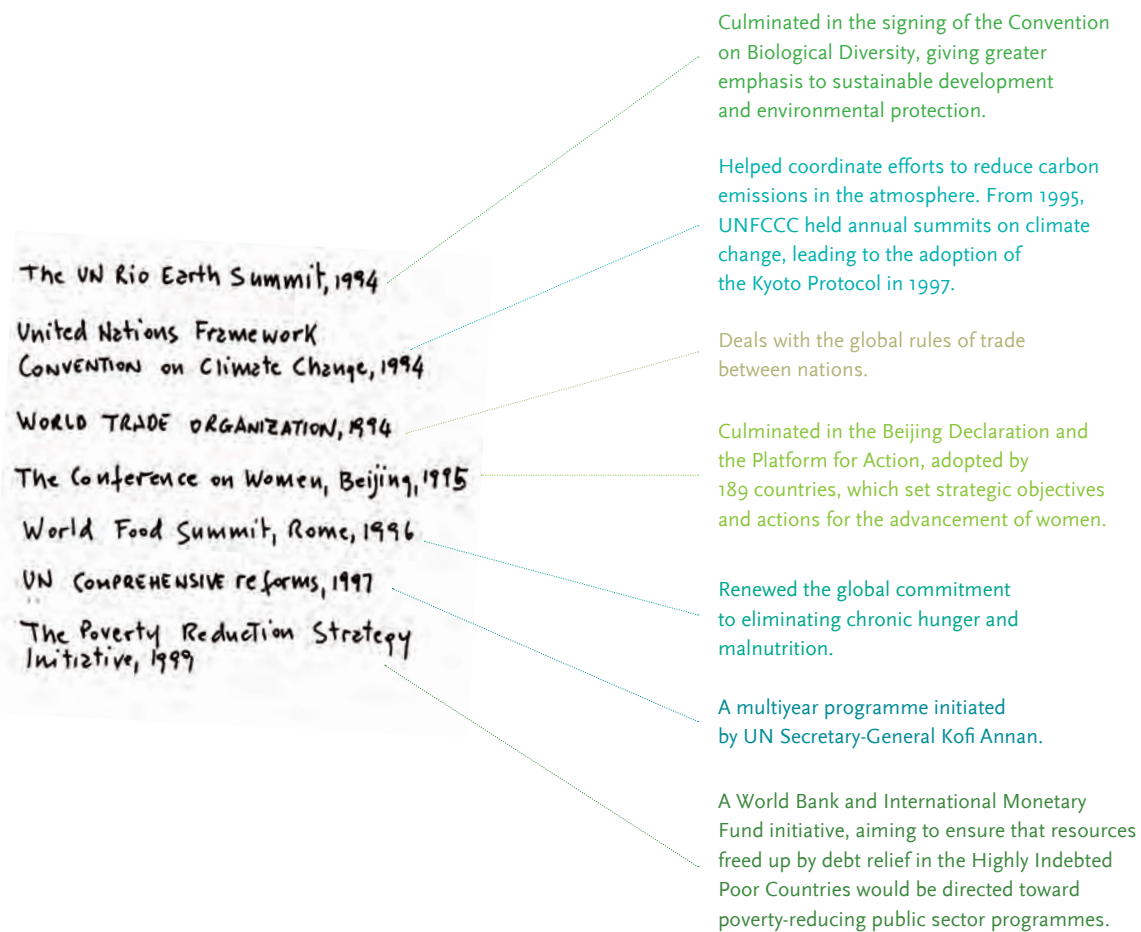 The UN Rio Earth Summit, 1994
United Nations Framework
CONVENTION on Climate Change, 1994
WORLD TRADE ORGANIZATION, 1994
The Conference on Women, Beijing, 1995
World Food Summit, Rome, 1996
UN COMPREHENSIVE reforms, 1997
The Poverty Reduction Strategy
Initiative, 1999
Culminated in the signing of the Convention
on Biological Diversity, giving greater
emphasis to sustainable development
and environmental protection.
Helped coordinate efforts to reduce carbon
emissions in the atmosphere. From 1995,
UNFCCC held annual summits on climate
change, leading to the adoption of
the Kyoto Protocol in 1997.
Deals with the global rules of trade
between nations.
Culminated in the Beijing Declaration and
the Platform for Action, adopted by
189 countries, which set strategic objectives
and actions for the advancement of women.
Renewed the global commitment
to eliminating chronic hunger and
malnutrition.
A multiyear programme initiated
by UN Secretary-General Kofi Annan.
A World Bank and International Monetary
Fund initiative, aiming to ensure that resources
freed up by debt relief in the Highly Indebted
Poor Countries would be directed toward
poverty-reducing public sector programmes.